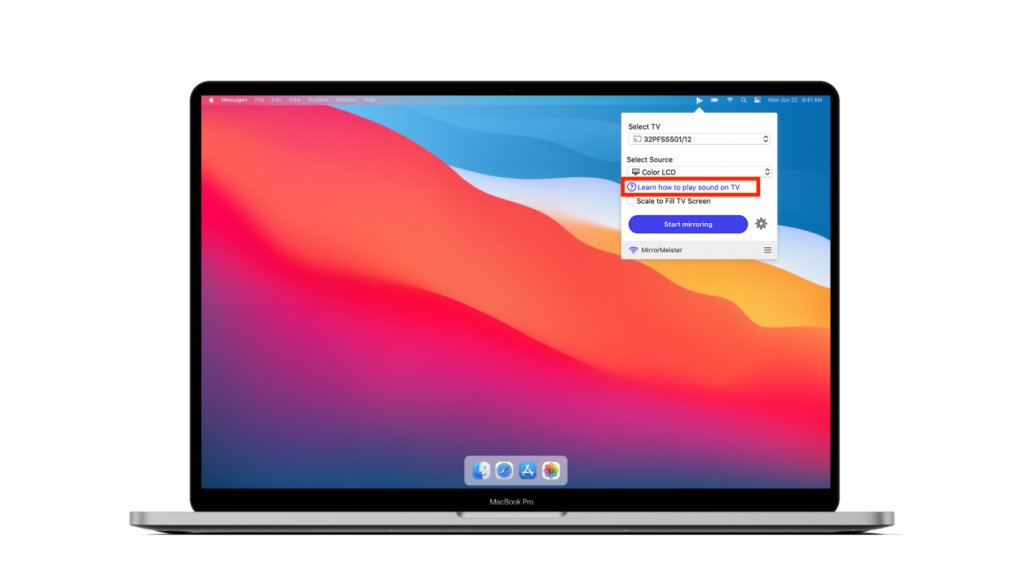 Messages File Edit View Buddies Window Help
Mon Jun 22 9:41 AM
Select TV
32PFS5501/12
Select Source
Color LCD
? Learn how to play sound on TV
Scale to Fill TV Screen
Start mirroring
MirrorMeister
MacBook Pro